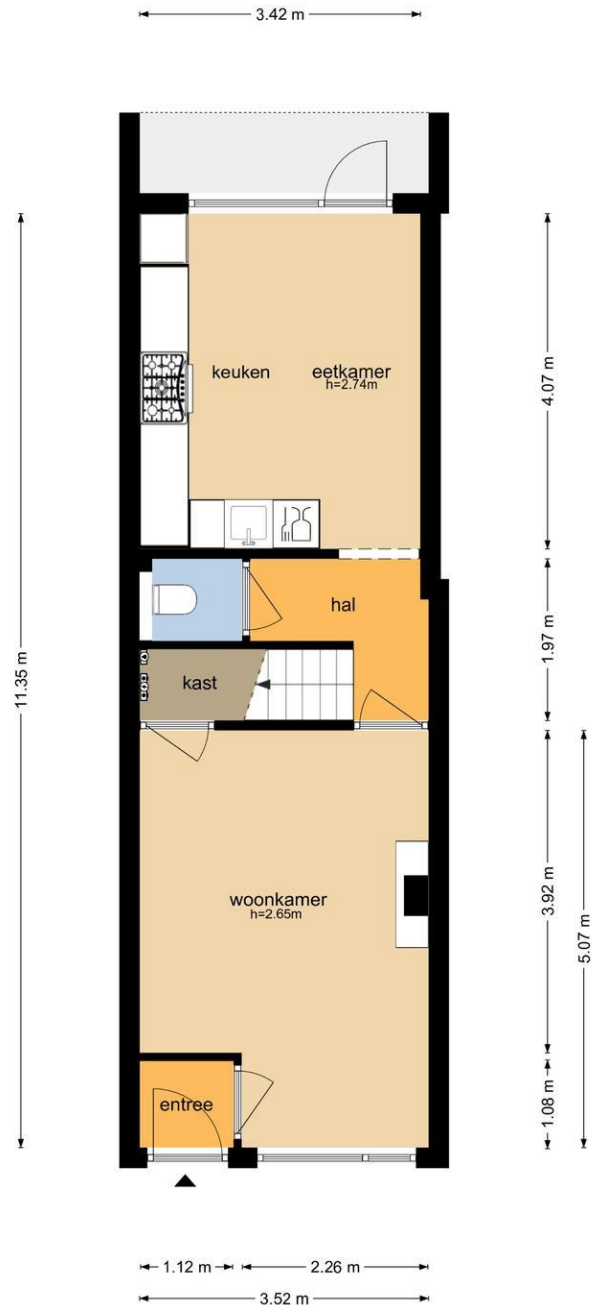 3.42 m
keuken
eetkamer
h=2.74m
4.07 m
11.35 m
hal
1.97 m
kast
woonkamer
h=2.65m
3.92 m
5.07 m
entree
1.08 m
1.12 m
2.26 m
3.52 m